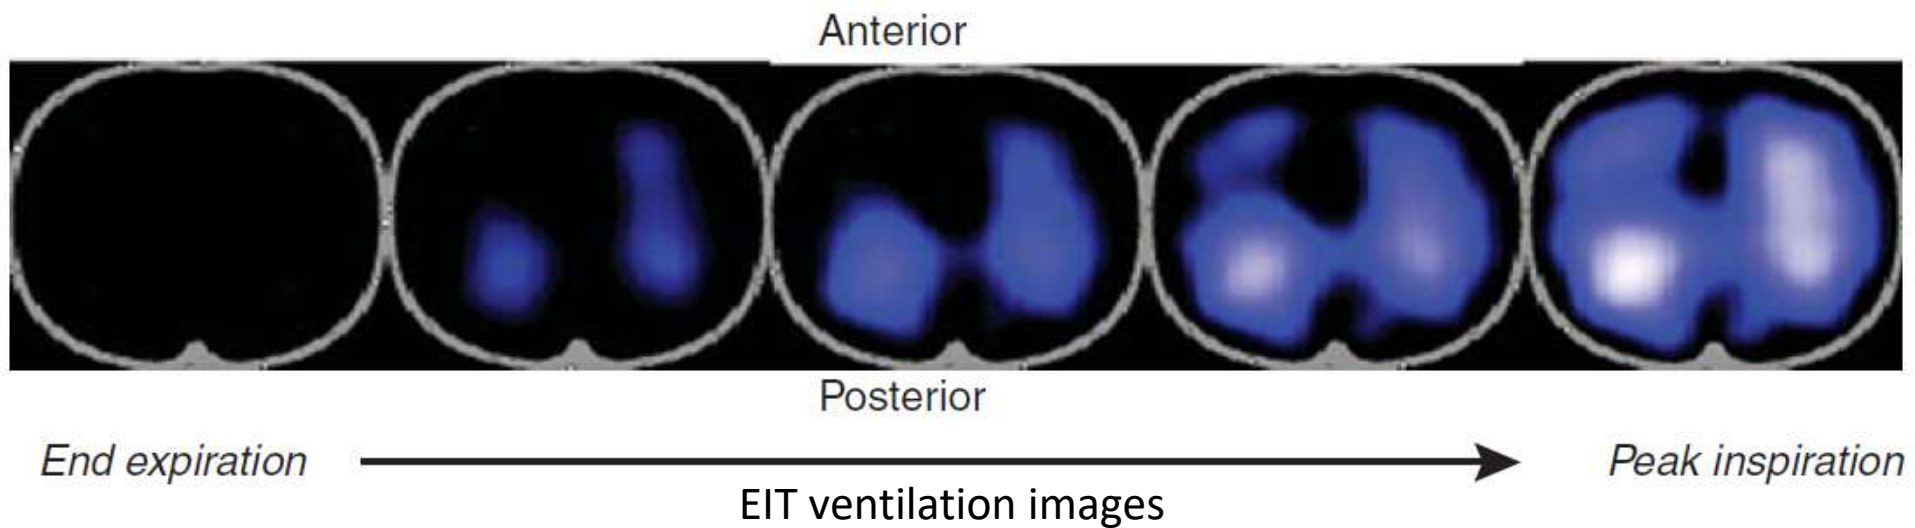 Anterior
Posterior
End expiration
Peak inspiration
EIT ventilation images